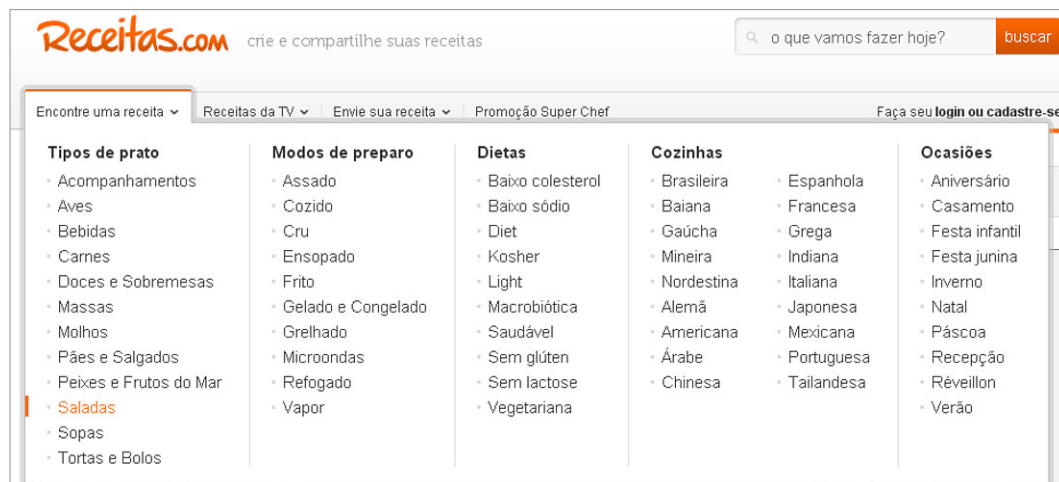 Receitas.com crie e compartilhe suas receitas
o que vamos fazer hoje? buscar
Encontre uma receita Receitas da TV Envie sua receita Promoção Super Chef Faça seu login ou cadastre-se
Tipos de prato
Acompanhamentos
Aves
Bebidas
Carnes
Doces e Sobremesas
Massas
Molhos
Pães e Salgados
Peixes e Frutos do Mar
Saladas
Sopas
Tortas e Bolos
Modos de preparo
Assado
Cozido
Cru
Ensopado
Frito
Gelado e Congelado
Grelhado
Microondas
Refogado
Vapor
Dietas
Baixo colesterol
Baixo sódio
Diet
Kosher
Light
Macrobiótica
Saudável
Sem glúten
Sem lactose
Vegetariana
Cozinhas
Brasileira
Baiana
Gaúcha
Mineira
Nordestina
Alemã
Americana
Árabe
Chinesa
Espanhola
Francesa
Grega
Indiana
Italiana
Japonesa
Mexicana
Portuguesa
Tailandesa
Ocasiões
Aniversário
Casamento
Festa infantil
Festa junina
Inverno
Natal
Páscoa
Recepção
Réveillon
Verão